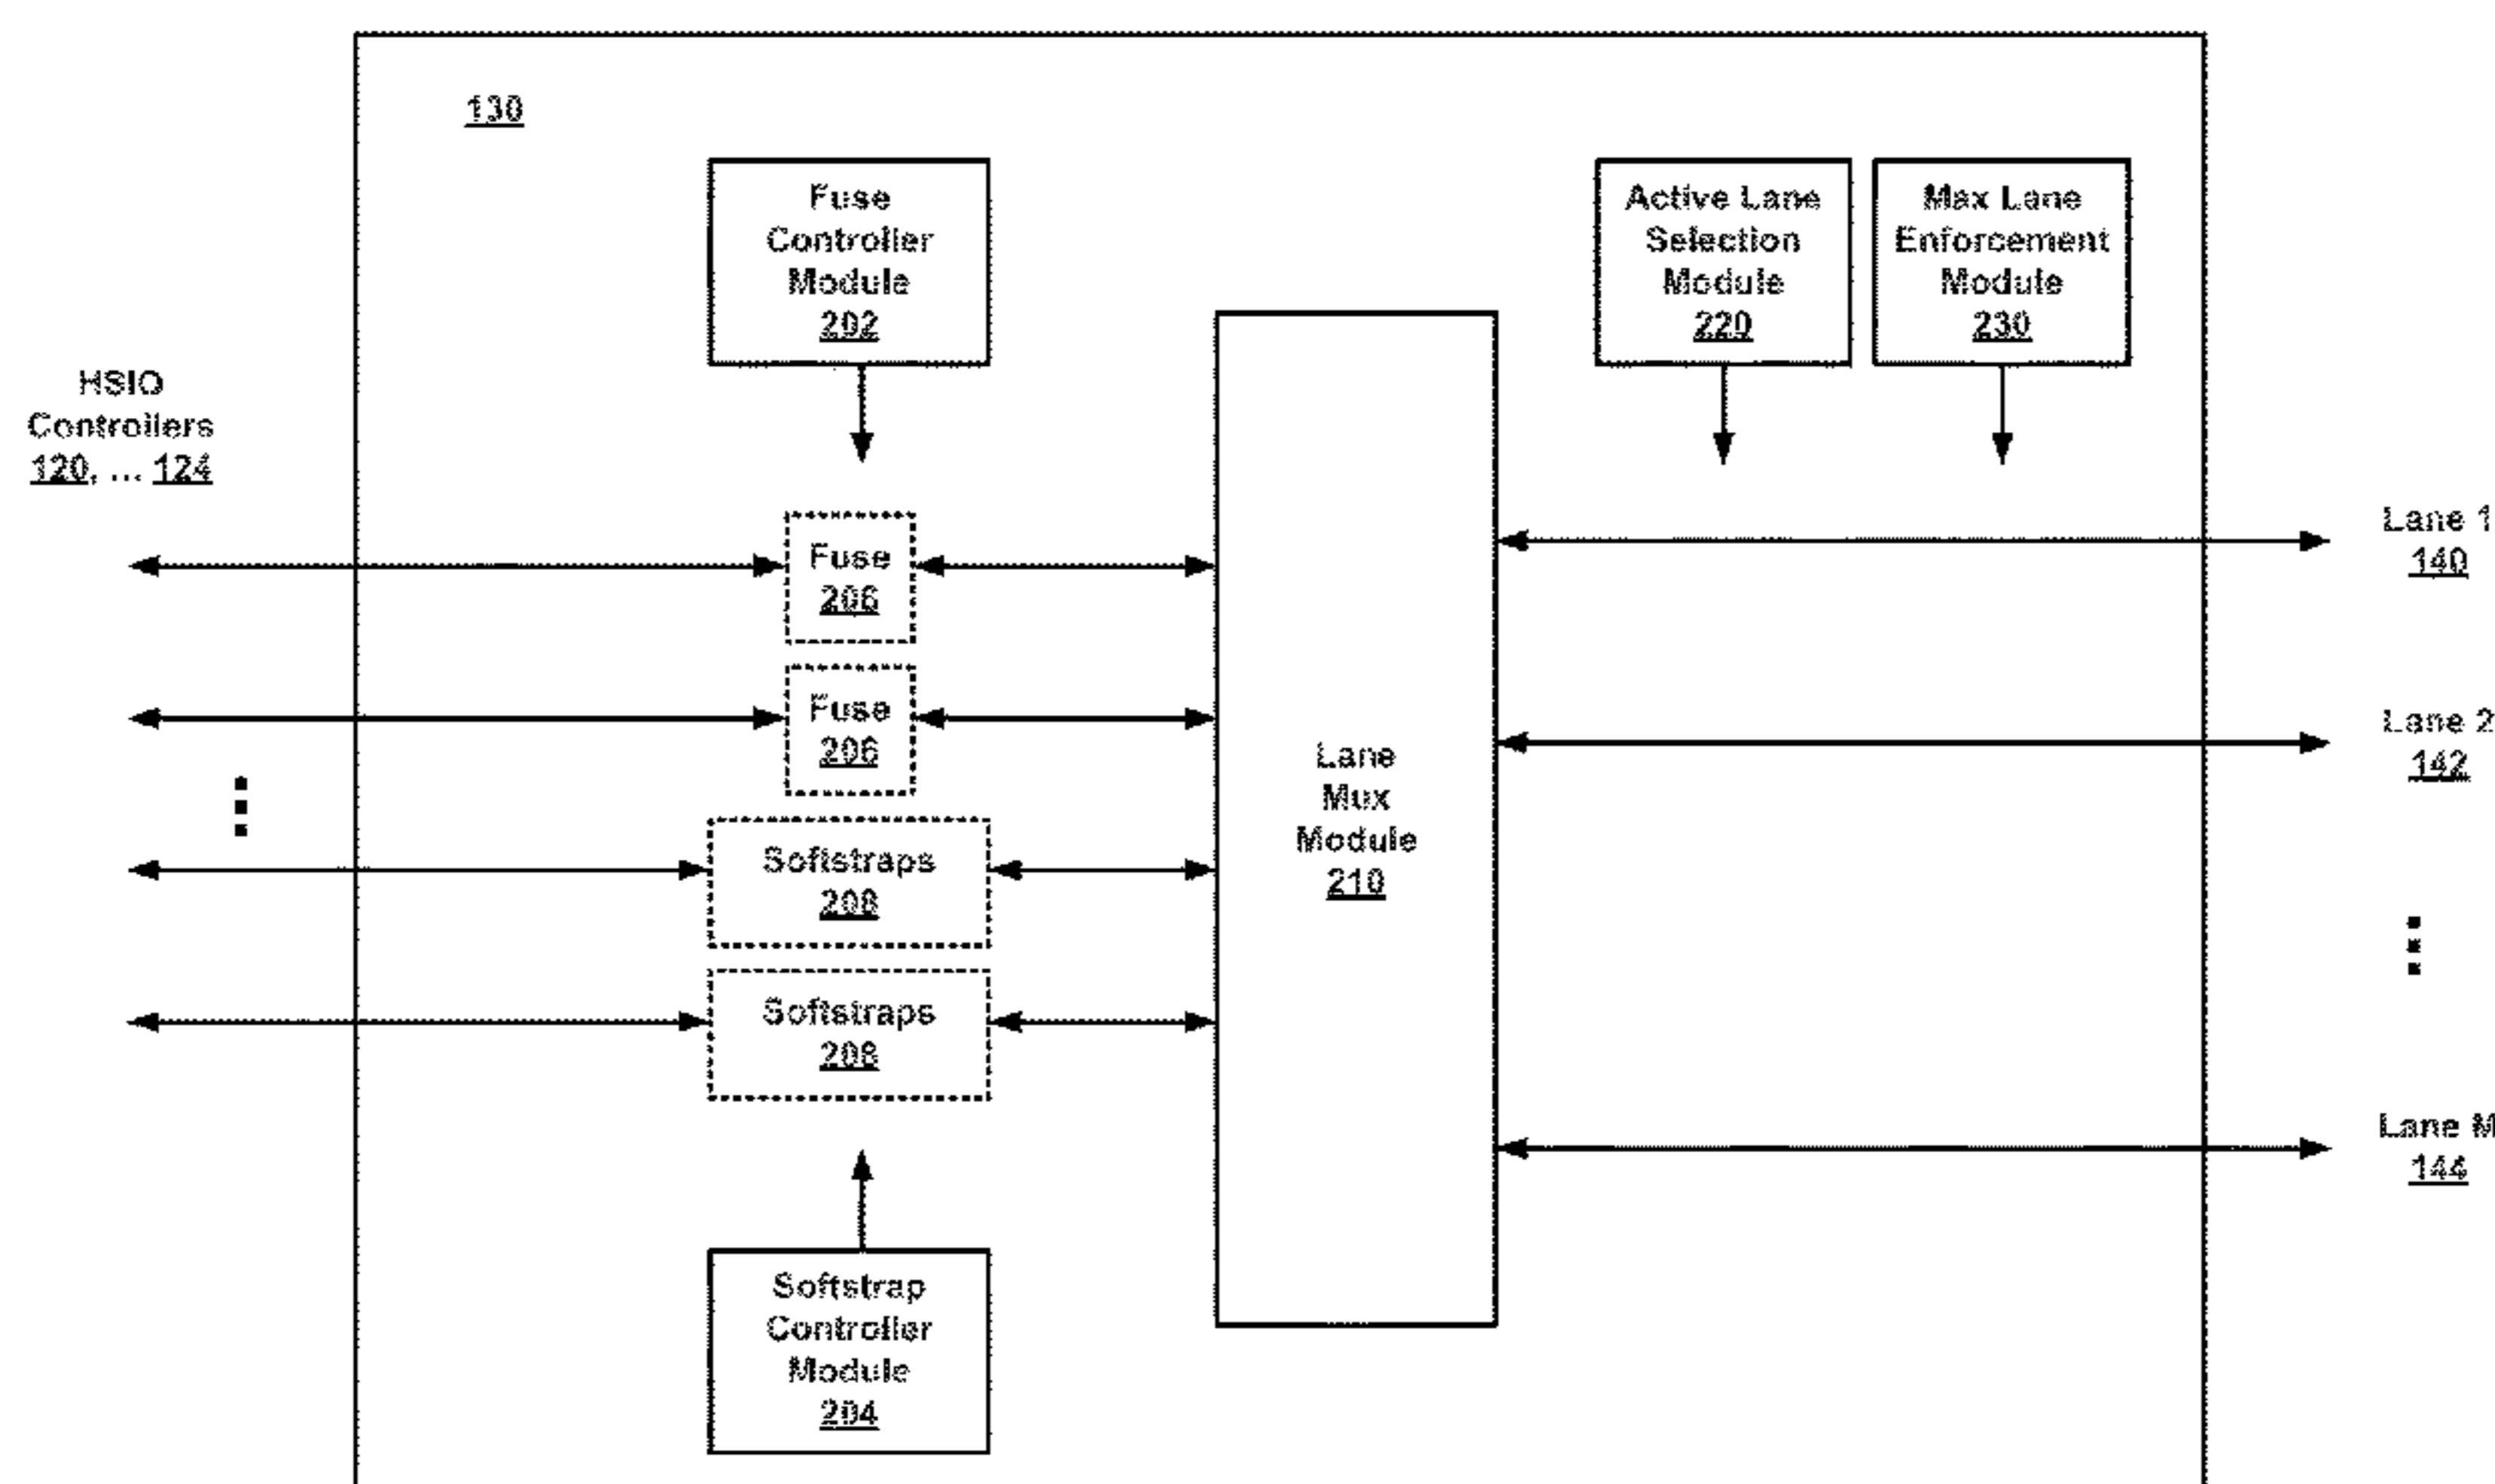 130
Fuse
Controller
Module
202
Active Lane
Selection
Module
220
Max Lane
Enforcement
Module
230
HSIO
Controllers
120, ... 124
Fuse
206
Fuse
206
Softstraps
208
Softstraps
208
Softstrap
Controller
Module
204
Lane
Mux
Module
210
Lane 1
140
Lane 2
142
Lane M
144